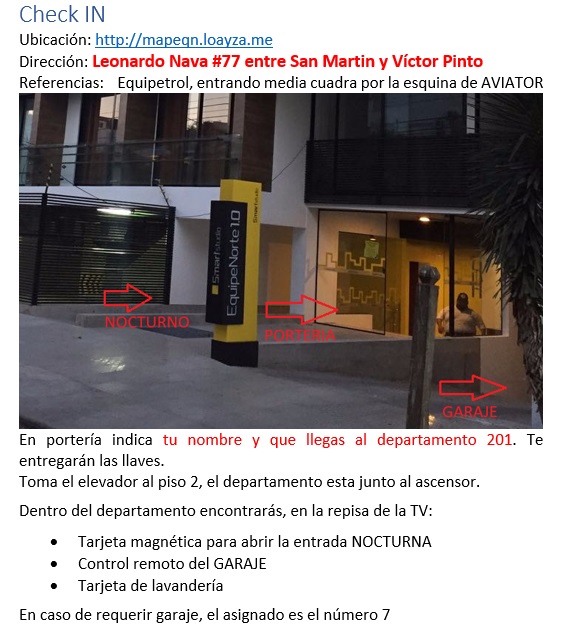 Check IN
Ubicación: http://mapeqn.loayza.me
Dirección: Leonardo Nava #77 entre San Martin y Víctor Pinto
Referencias: Equipetrol, entrando media cuadra por la esquina de AVIATOR
Smartstudio
EquipeNorte1.0
Smartstudio
NOCTURNO
PORTERIA
GARAJE
En portería indica tu nombre y que llegas al departamento 201. Te
entregarán las llaves.
Toma el elevador al piso 2, el departamento esta junto al ascensor.
Dentro del departamento encontrarás, en la repisa de la TV:
• Tarjeta magnética para abrir la entrada NOCTURNA
• Control remoto del GARAJE
• Tarjeta de lavandería
En caso de requerir garaje, el asignado es el número 7